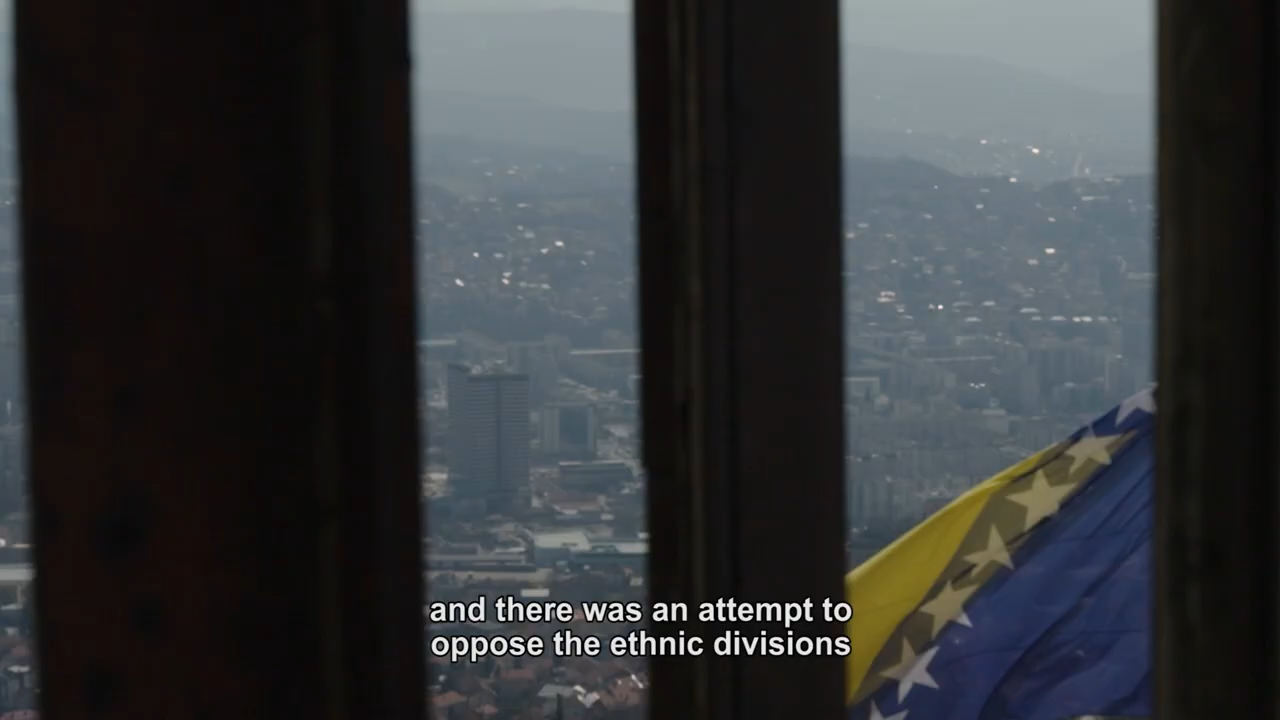 and there was an attempt to
oppose the ethnic divisions